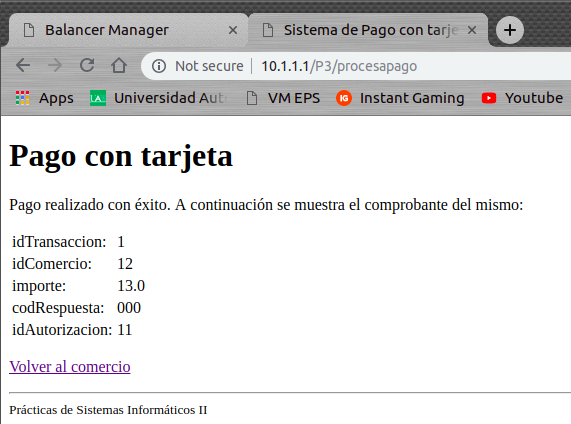 Balancer Manager
Sistema de Pago con tarje
Not secure | 10.1.1.1/P3/procesapago
Apps Universidad Aut VM EPS Instant Gaming Youtube
Pago con tarjeta
Pago realizado con éxito. A continuación se muestra el comprobante del mismo:
idTransaccion: 1
idComercio: 12
importe: 13.0
codRespuesta: 000
idAutorizacion: 11
Volver al comercio
Prácticas de Sistemas Informáticos II